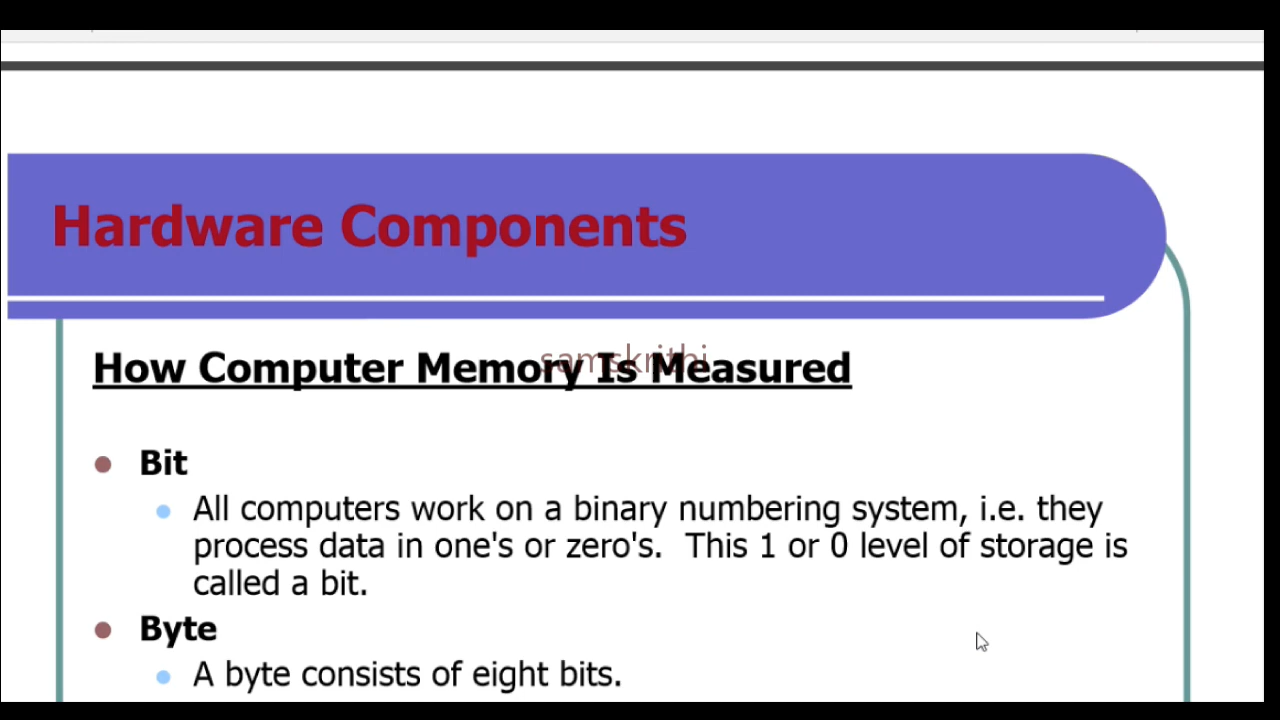 Hardware Components
How Computer Memory Is Measured
samskrithi
Bit
All computers work on a binary numbering system, i.e. they
process data in one's or zero's.  This 1 or 0 level of storage is
called a bit.
Byte
A byte consists of eight bits.